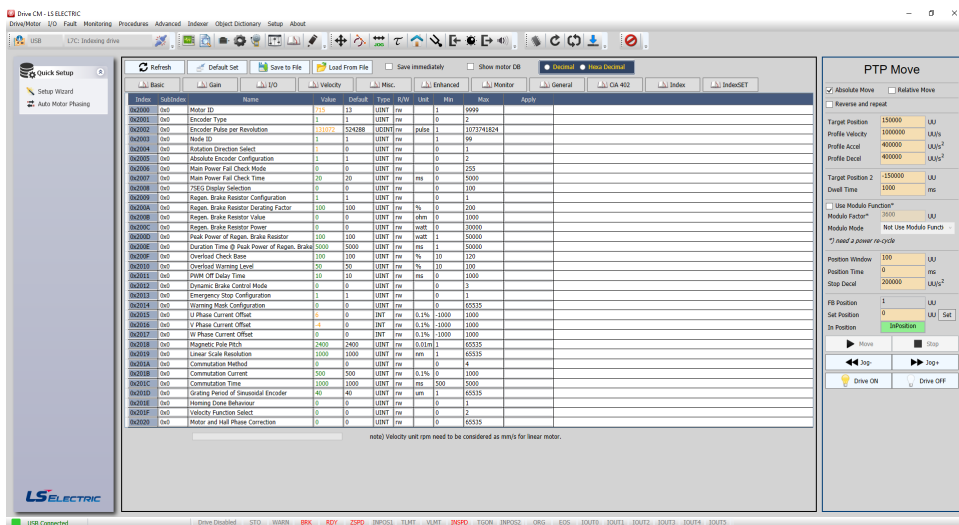 Drive CM - LS ELECTRIC
Drive/Motor I/O Fault Monitoring Procedures Advanced Indexer Object Dictionary Setup About
USB L7C: Indexing drive
Quick Setup
Setup Wizard
Auto Motor Phasing
Refresh Default Set Save to File Load From File Save immediately Show motor DB Decimal Hexa Decimal
Basic Gain I/O Velocity Misc. Enhanced Monitor General CiA 402 Index IndexSET
Index SubIndex Name Value Default Type R/W Unit Min Max Apply
0x2000 0x0 Motor ID 715 13 UINT rw 1 9999
0x2001 0x0 Encoder Type 1 1 UINT rw 0 2
0x2002 0x0 Encoder Pulse per Revolution 131072 524288 UDINT rw pulse 1 1073741824
0x2003 0x0 Node ID 1 1 UINT rw 1 99
0x2004 0x0 Rotation Direction Select 0 UINT rw 0 1
0x2005 0x0 Absolute Encoder Configuration 1 1 UINT rw 0 2
0x2006 0x0 Main Power Fail Check Mode 0 0 UINT rw 0 255
0x2007 0x0 Main Power Fail Check Time 20 20 UINT rw ms 0 5000
0x2008 0x0 7SEG Display Selection 0 0 UINT rw 0 100
0x2009 0x0 Regen. Brake Resistor Configuration 1 1 UINT rw 0 1
0x200A 0x0 Regen. Brake Resistor Derating Factor 100 100 UINT rw % 0 200
0x200B 0x0 Regen. Brake Resistor Value 0 0 UINT rw ohm 0 1000
0x200C 0x0 Regen. Brake Resistor Power 0 0 UINT rw watt 0 30000
0x200D 0x0 Peak Power of Regen. Brake Resistor 100 100 UINT rw watt 1 50000
0x200E 0x0 Duration Time @ Peak Power of Regen. Brake 5000 5000 UINT rw ms 1 50000
0x200F 0x0 Overload Check Base 100 100 UINT rw % 10 120
0x2010 0x0 Overload Warning Level 50 50 UINT rw % 10 100
0x2011 0x0 PWM Off Delay Time 10 10 UINT rw ms 0 1000
0x2012 0x0 Dynamic Brake Control Mode 0 0 UINT rw 0 3
0x2013 0x0 Emergency Stop Configuration 1 1 UINT rw 0 1
0x2014 0x0 Warning Mask Configuration 0 0 UINT rw 0 65535
0x2015 0x0 U Phase Current Offset 6 0 INT rw 0.1% -1000 1000
0x2016 0x0 V Phase Current Offset -4 0 INT rw 0.1% -1000 1000
0x2017 0x0 W Phase Current Offset 0 0 INT rw 0.1% -1000 1000
0x2018 0x0 Magnetic Pole Pitch 2400 2400 UINT rw 0.01m 1 65535
0x2019 0x0 Linear Scale Resolution 1000 1000 UINT rw nm 1 65535
0x201A 0x0 Commutation Method 0 0 UINT rw 0 4
0x201B 0x0 Commutation Current 500 500 UINT rw 0.1% 0 1000
0x201C 0x0 Commutation Time 1000 1000 UINT rw ms 500 5000
0x201D 0x0 Grating Period of Sinusoidal Encoder 40 40 UINT rw um 1 65535
0x201E 0x0 Homing Done Behaviour 0 0 UINT rw 0 1
0x201F 0x0 Velocity Function Select 0 0 UINT rw 0 2
0x2020 0x0 Motor and Hall Phase Correction 0 0 UINT rw 0 65535
note) Velocity unit rpm need to be considered as mm/s for linear motor.
PTP Move
Absolute Move Relative Move
Reverse and repeat
Target Position 150000 UU
Profile Velocity 1000000 UU/s
Profile Accel 400000 UU/s²
Profile Decel 400000 UU/s²
Target Position 2 -150000 UU
Dwell Time 1000 ms
Use Modulo Function*
Modulo Factor* 3600 UU
Modulo Mode Not Use Modulo Functi
*) need a power re-cycle
Position Window 100 UU
Position Time 0 ms
Stop Decel 200000 UU/s²
FB Position 1 UU
Set Position 0 UU Set
In Position InPosition
Move Stop
Jog- Jog+
Drive ON Drive OFF
LS ELECTRIC
USB Connected Drive Disabled STO WARN BRK RDY ZSPD INPOS1 TLMT VLMT INSPD TGON INPOS2 ORG EOS IOUT0 IOUT1 IOUT2 IOUT3 IOUT4 IOUT5